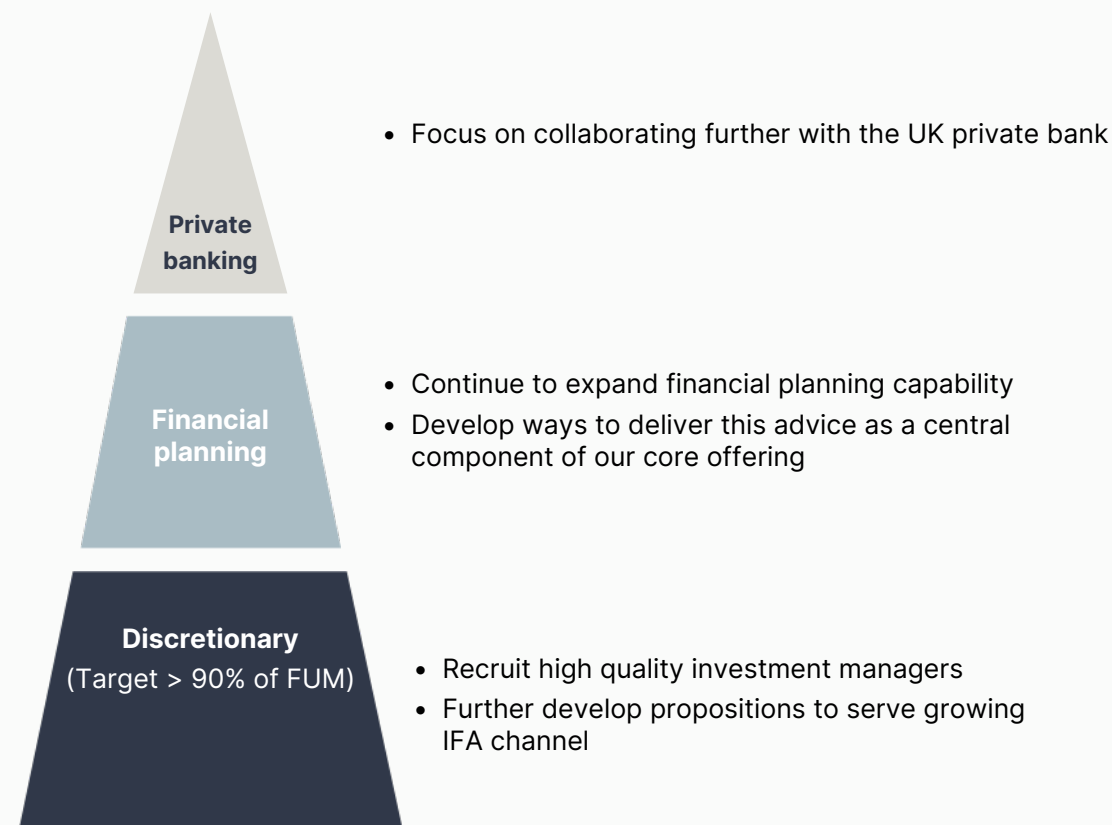 • Focus on collaborating further with the UK private bank
Private
banking
• Continue to expand financial planning capability
Financial
planning
• Develop ways to deliver this advice as a central
component of our core offering
Discretionary
(Target > 90% of FUM)
• Recruit high quality investment managers
• Further develop propositions to serve growing
IFA channel